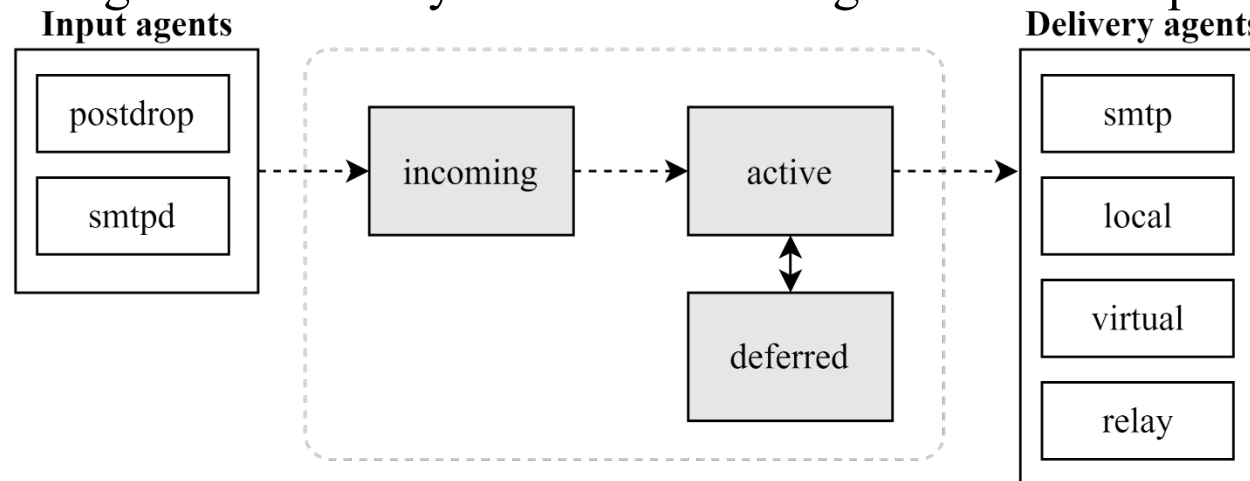 Input agents
Delivery agents
postdrop
smtp
incoming
active
smtpd
local
virtual
deferred
relay